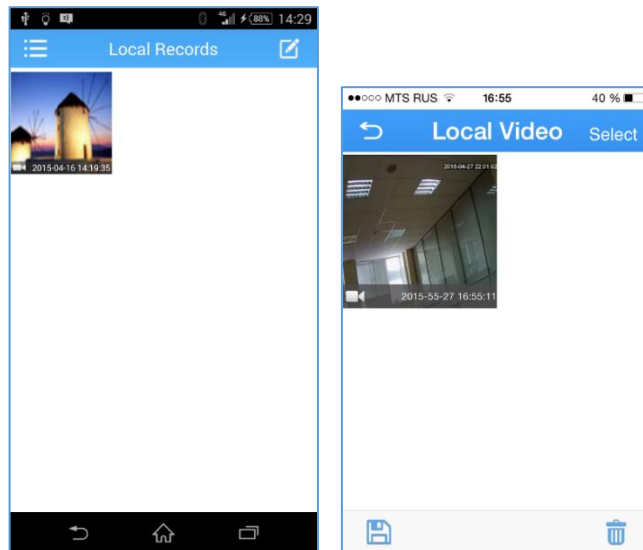 4G 88% 14:29
Local Records
2015-04-16 14:19:35
MTS RUS 16:55 40 %
Local Video Select
2015-55-27 16:55:11